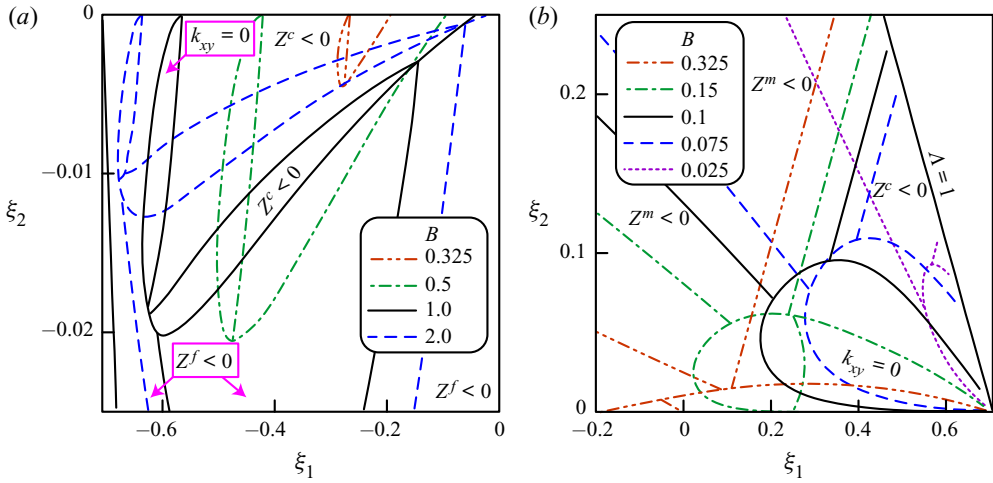 (a)
0
k_xy = 0
Z^c < 0
−0.01
ξ_2
Z^c < 0
B
0.325
0.5
1.0
2.0
−0.02
Z^f < 0
Z^f < 0
−0.6
−0.4
−0.2
0
ξ_1
(b)
B
0.325
0.15
0.1
0.075
0.025
Z^m < 0
0.2
Λ = 1
Z^c < 0
Z^m < 0
ξ_2
0.1
k_xy = 0
0
−0.2
0
0.2
0.4
0.6
ξ_1